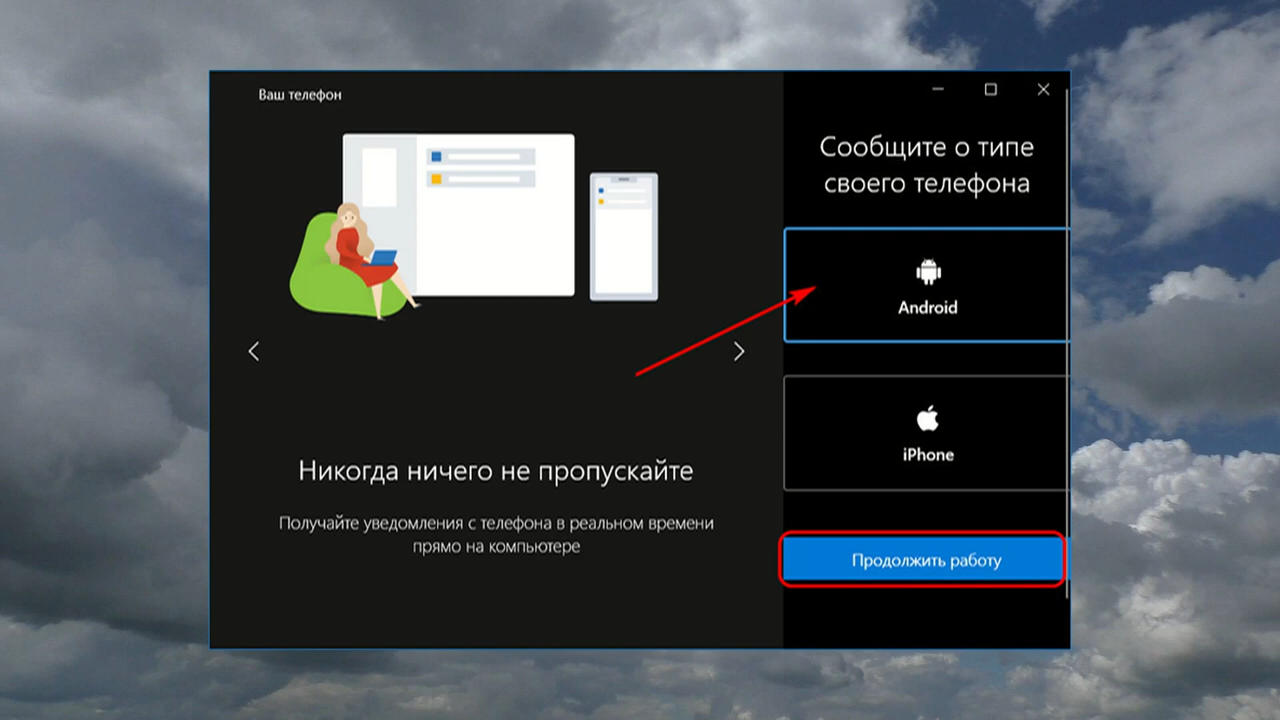 Ваш телефон
Сообщите о типе
своего телефона
Android
iPhone
Продолжить работу
Никогда ничего не пропускайте
Получайте уведомления с телефона в реальном времени
прямо на компьютере